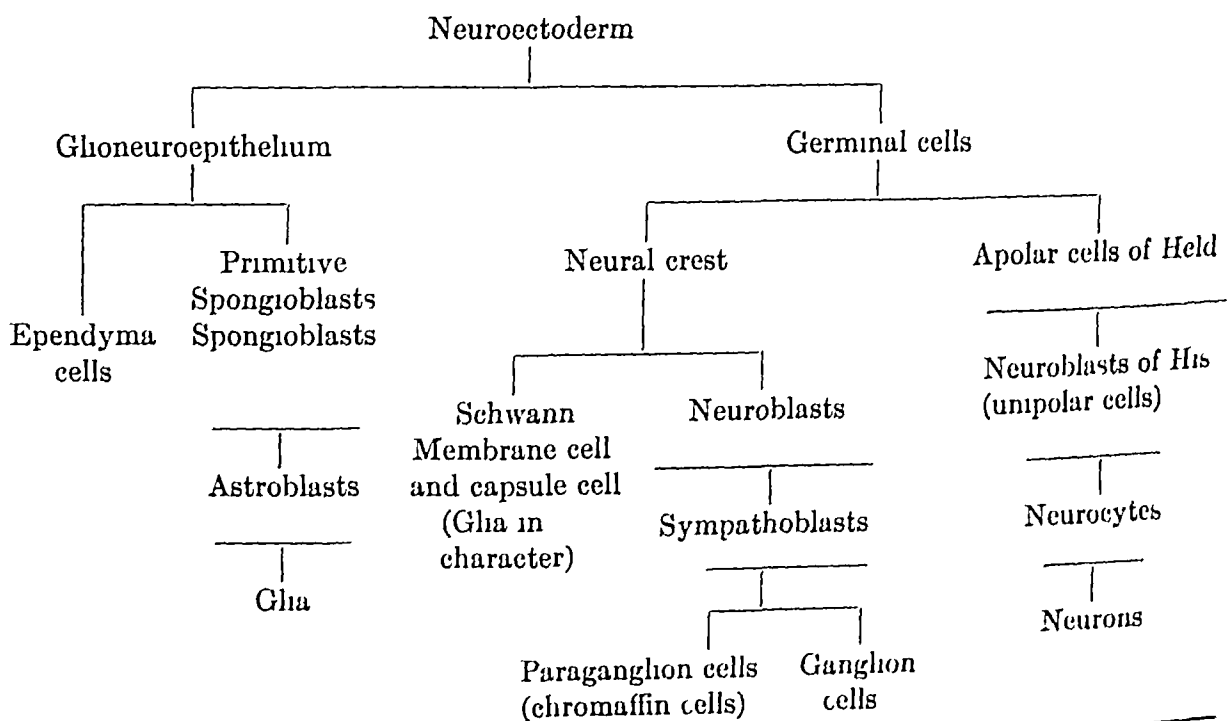 Neuroectoderm
Glioneuroepithelium
Germinal cells
Primitive
Spongioblasts
Spongioblasts
Ependyma
cells
Neural crest
Apolar cells of Held
Neuroblasts of His
(unipolar cells)
Schwann
Membrane cell
and capsule cell
(Glia in
character)
Neuroblasts
Astroblasts
Sympathoblasts
Neurocytes
Glia
Neurons
Paraganglion cells
(chromaffin cells)
Ganglion
cells